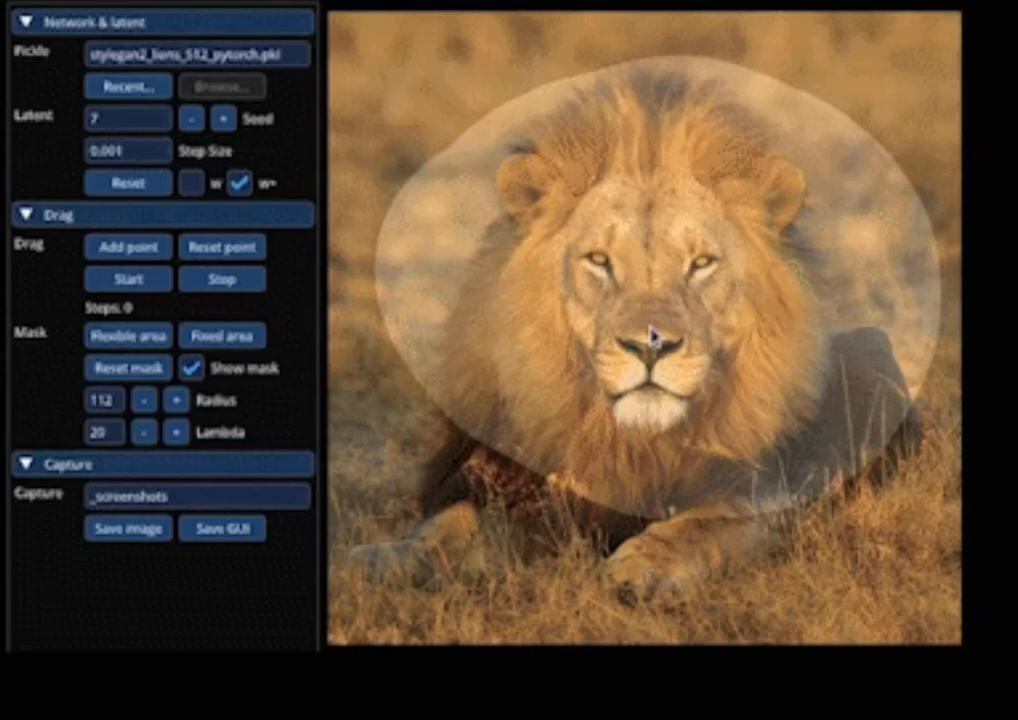 Network & latent
Pickle stylegan2_lions_512_pytorch.pkl
Recent... Browse...
Latent 7 - + Seed
0.001 Step Size
Reset w w+
Drag
Drag Add point Reset point
Start Stop
Steps: 0
Mask Flexible area Fixed area
Reset mask Show mask
112 - + Radius
20 - + Lambda
Capture
Capture _screenshots
Save image Save GUI